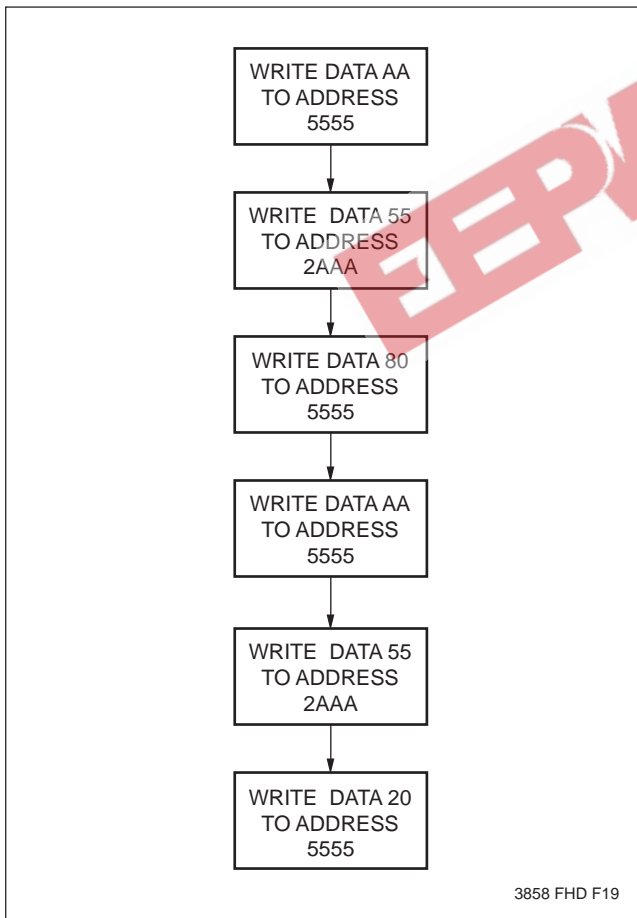 WRITE DATA AA
TO ADDRESS
5555
WRITE DATA 55
TO ADDRESS
2AAA
WRITE DATA 80
TO ADDRESS
5555
WRITE DATA AA
TO ADDRESS
5555
WRITE DATA 55
TO ADDRESS
2AAA
WRITE DATA 20
TO ADDRESS
5555
3858 FHD F19